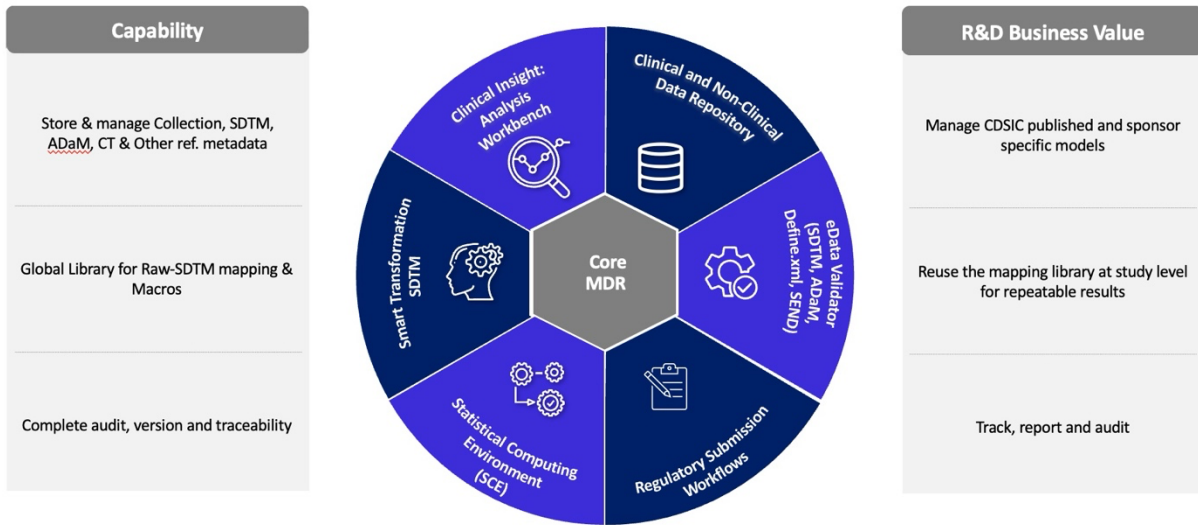 Capability
Store & manage Collection, SDTM,
ADaM, CT & Other ref. metadata
Global Library for Raw-SDTM mapping &
Macros
Complete audit, version and traceability
Clinical Insight:
Analysis
Workbench
Clinical and Non-Clinical
Data Repository
eData Validator
(SDTM, ADaM,
Define.xml, SEND)
Regulatory Submission
Workflows
Statistical Computing
Environment
(SCE)
Smart Transformation
SDTM
Core
MDR
R&D Business Value
Manage CDSIC published and sponsor
specific models
Reuse the mapping library at study level
for repeatable results
Track, report and audit